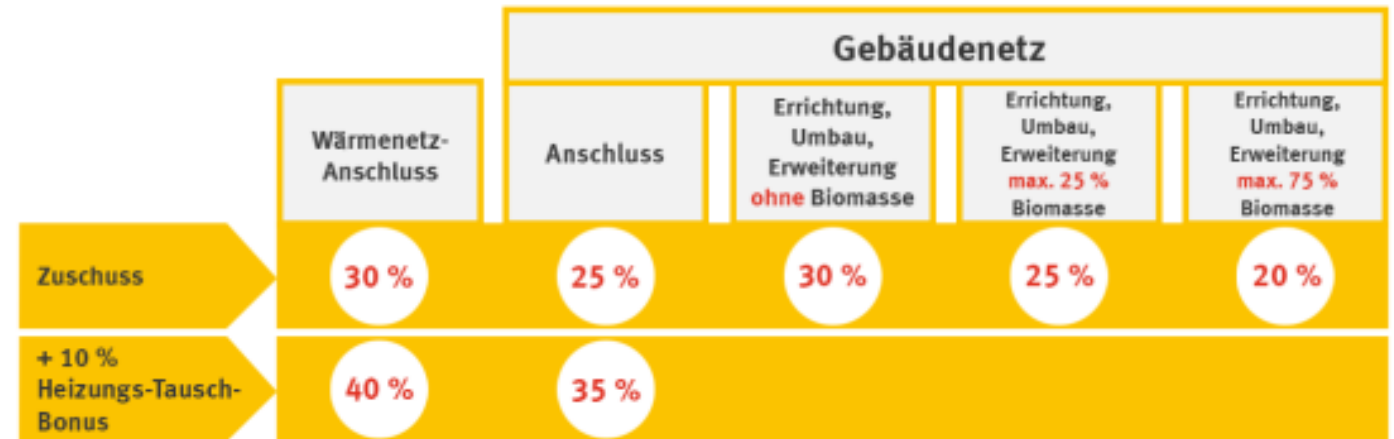 Gebäudenetz
Wärmenetz-
Anschluss
Anschluss
Errichtung,
Umbau,
Erweiterung
ohne Biomasse
Errichtung,
Umbau,
Erweiterung
max. 25 %
Biomasse
Errichtung,
Umbau,
Erweiterung
max. 75 %
Biomasse
Zuschuss
30 %
25 %
30 %
25 %
20 %
+ 10 %
Heizungs-Tausch-
Bonus
40 %
35 %